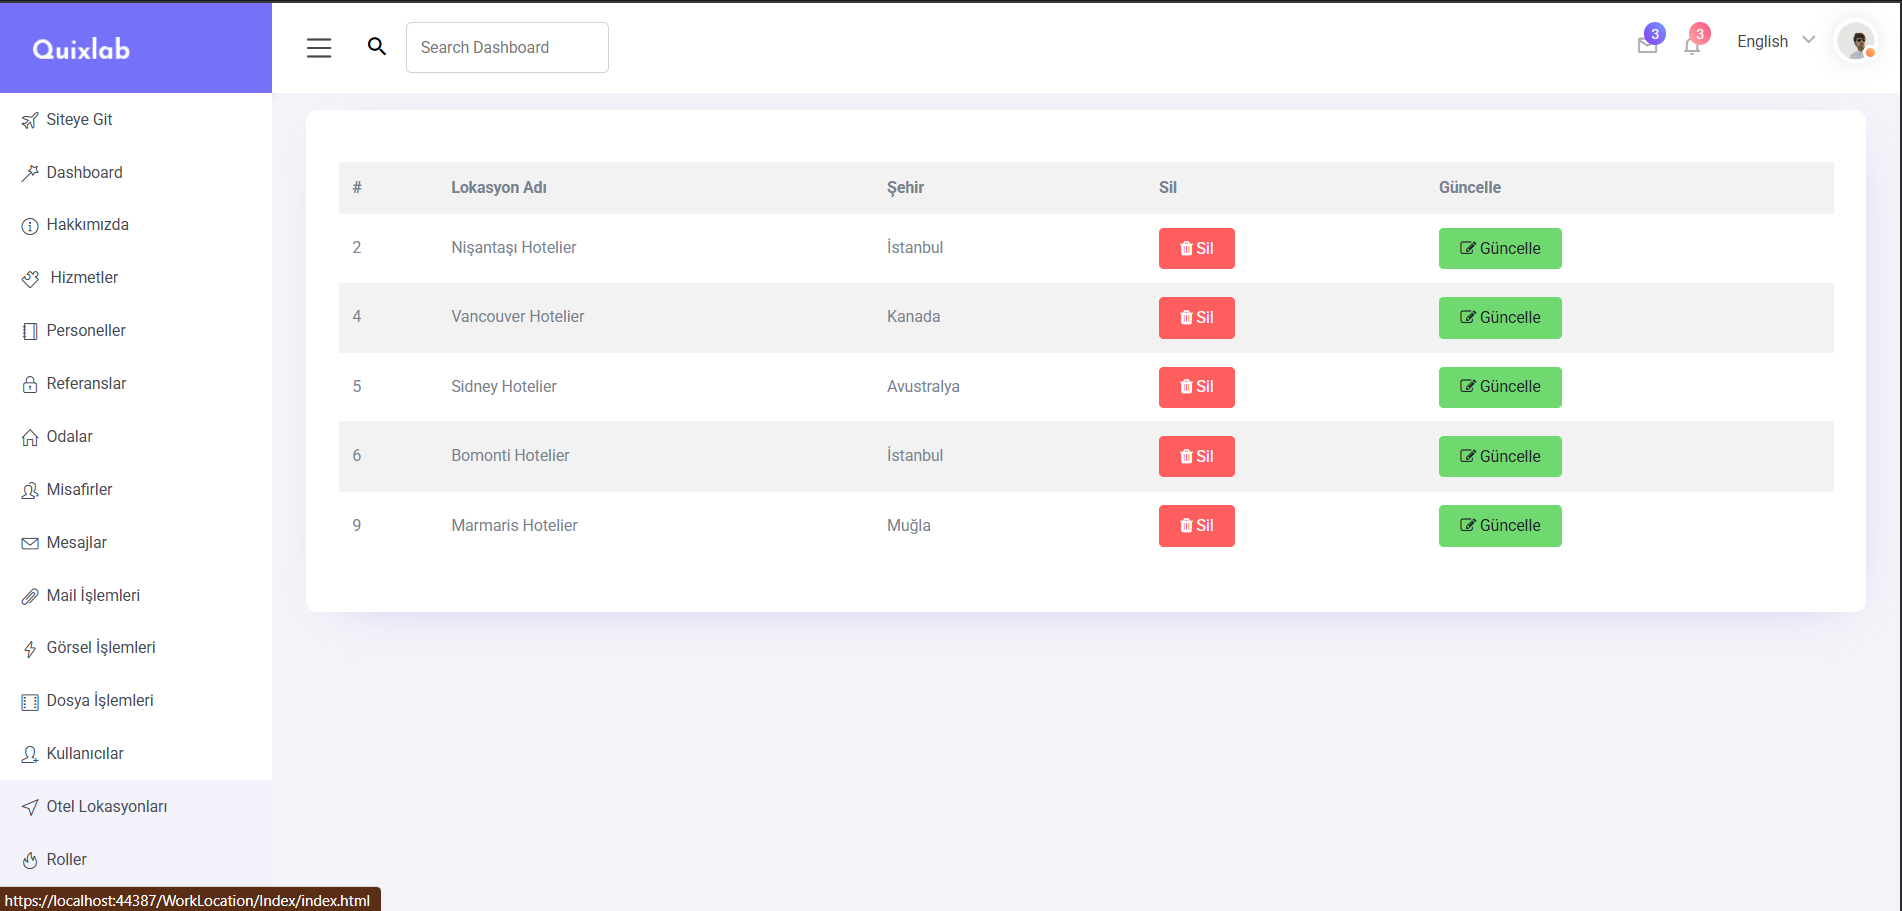 Quixlab
Search Dashboard
3
3
English
Siteye Git
Dashboard
Hakkımızda
Hizmetler
Personeller
Referanslar
Odalar
Misafirler
Mesajlar
Mail İşlemleri
Görsel İşlemleri
Dosya İşlemleri
Kullanıcılar
Otel Lokasyonları
Roller
# Lokasyon Adı Şehir Sil Güncelle
2 Nişantaşı Hotelier İstanbul Sil Güncelle
4 Vancouver Hotelier Kanada Sil Güncelle
5 Sidney Hotelier Avustralya Sil Güncelle
6 Bomonti Hotelier İstanbul Sil Güncelle
9 Marmaris Hotelier Muğla Sil Güncelle
https://localhost:44387/WorkLocation/Index/index.html